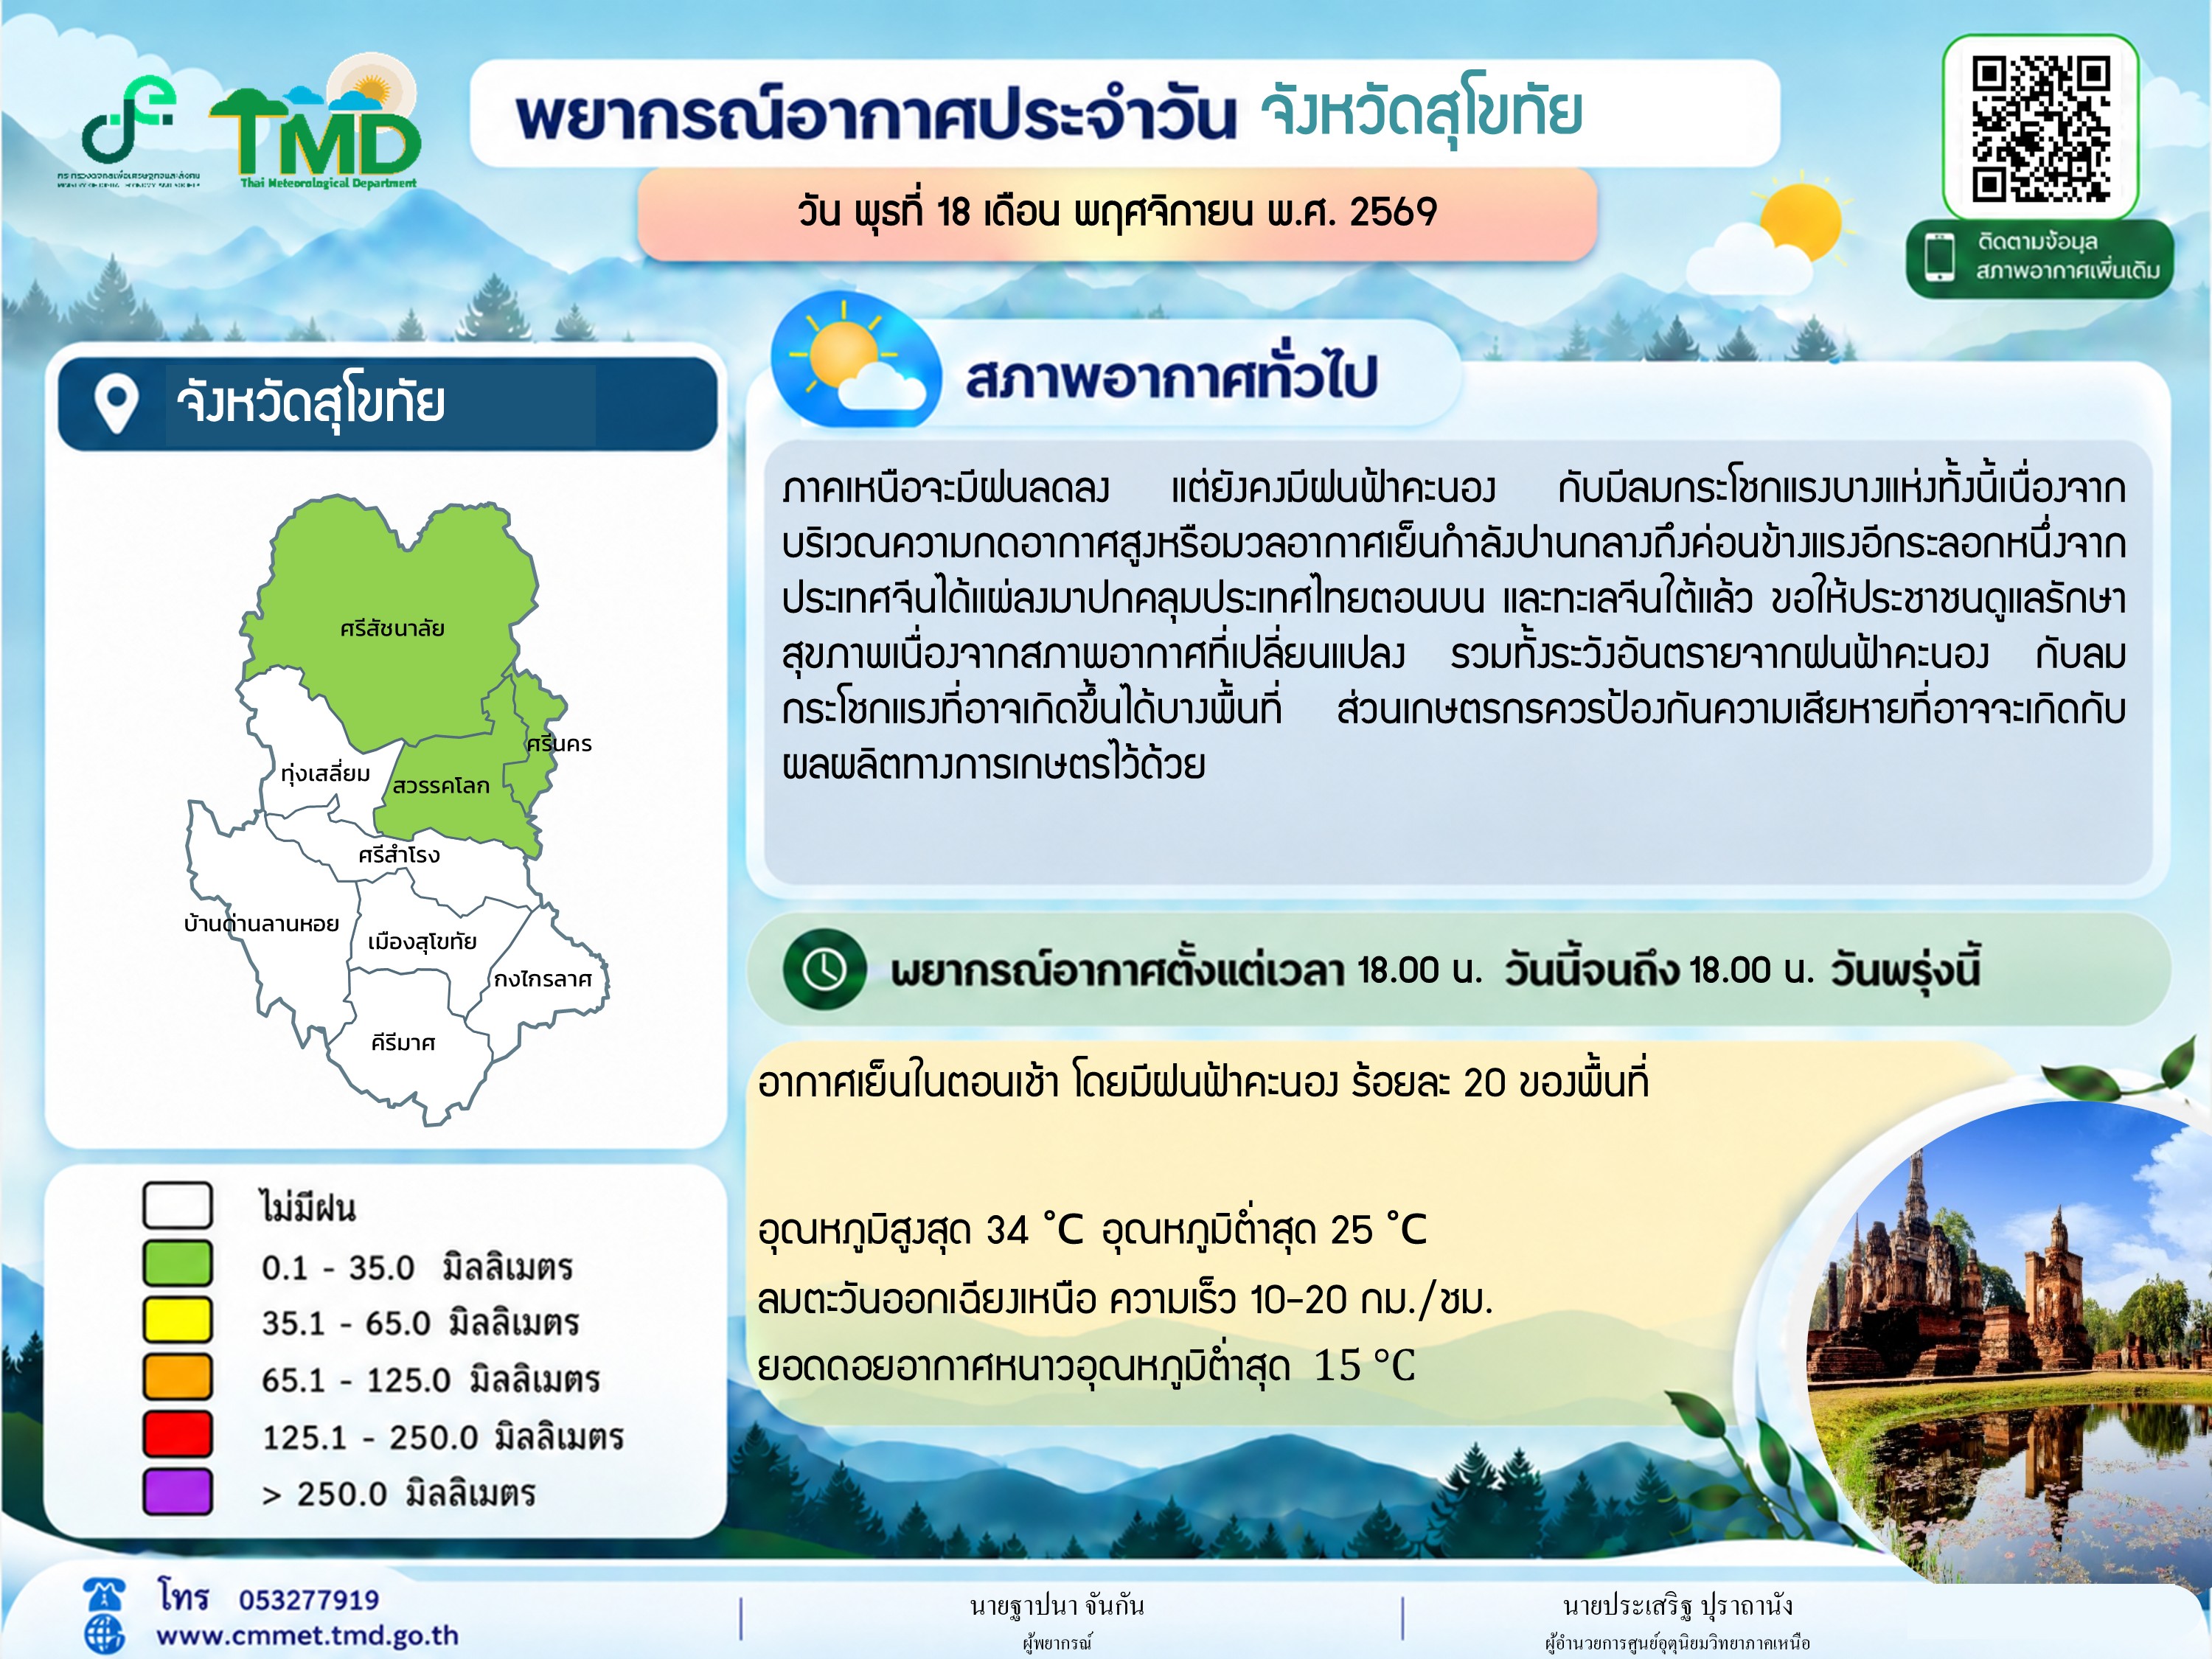 พยากรณ์อากาศประจำวัน จังหวัดสุโขทัย
TMD
Thai Meteorological Department
วัน พุธที่ 18 เดือน พฤศจิกายน พ.ศ. 2569
ติดตามข้อมูล
สภาพอากาศเพิ่มเติม
จังหวัดสุโขทัย
ศรีสัชนาลัย
ศรีนคร
ทุ่งเสลี่ยม
สวรรคโลก
ศรีสำโรง
บ้านด่านลานหอย
เมืองสุโขทัย
กงไกรลาศ
คีรีมาศ
ไม่มีฝน
0.1 - 35.0 มิลลิเมตร
35.1 - 65.0 มิลลิเมตร
65.1 - 125.0 มิลลิเมตร
125.1 - 250.0 มิลลิเมตร
> 250.0 มิลลิเมตร
สภาพอากาศทั่วไป
ภาคเหนือจะมีฝนลดลง แต่ยังคงมีฝนฟ้าคะนอง กับมีลมกระโชกแรงบางแห่งทั้งนี้เนื่องจาก
บริเวณความกดอากาศสูงหรือมวลอากาศเย็นกำลังปานกลางถึงค่อนข้างแรงอีกระลอกหนึ่งจาก
ประเทศจีนได้แผ่ลงมาปกคลุมประเทศไทยตอนบน และทะเลจีนใต้แล้ว ขอให้ประชาชนดูแลรักษา
สุขภาพเนื่องจากสภาพอากาศที่เปลี่ยนแปลง รวมทั้งระวังอันตรายจากฝนฟ้าคะนอง กับลม
กระโชกแรงที่อาจเกิดขึ้นได้บางพื้นที่ ส่วนเกษตรกรควรป้องกันความเสียหายที่อาจจะเกิดกับ
ผลผลิตทางการเกษตรไว้ด้วย
พยากรณ์อากาศตั้งแต่เวลา 18.00 น. วันนี้จนถึง 18.00 น. วันพรุ่งนี้
อากาศเย็นในตอนเช้า โดยมีฝนฟ้าคะนอง ร้อยละ 20 ของพื้นที่
อุณหภูมิสูงสุด 34 °C อุณหภูมิต่ำสุด 25 °C
ลมตะวันออกเฉียงเหนือ ความเร็ว 10-20 กม./ชม.
ยอดดอยอากาศหนาวอุณหภูมิต่ำสุด 15 °C
โทร 053277919
www.cmmet.tmd.go.th
นายฐาปนา จันกัน
ผู้พยากรณ์
นายประเสริฐ ปุราถานัง
ผู้อำนวยการศูนย์อุตุนิยมวิทยาภาคเหนือ